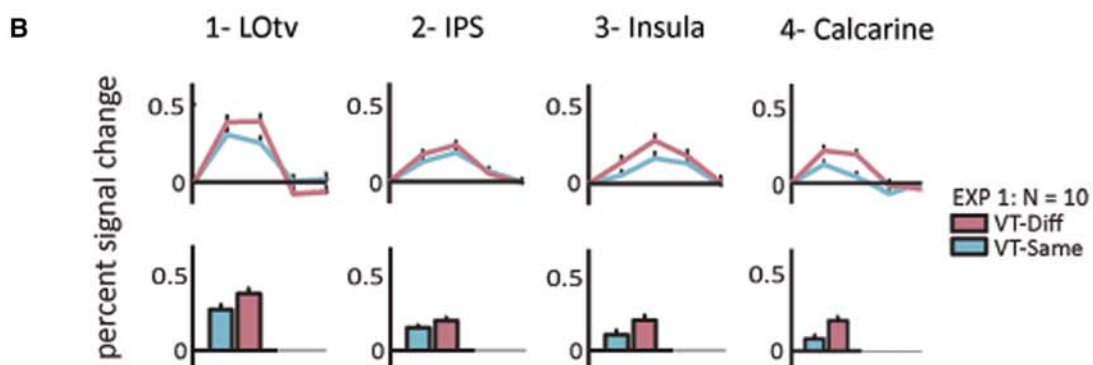 B
1- LOtv
2- IPS
3- Insula
4- Calcarine
percent signal change
0.5
0
0.5
0
0.5
0
0.5
0
EXP 1: N = 10
VT-Diff
VT-Same
0.5
0
0.5
0
0.5
0
0.5
0